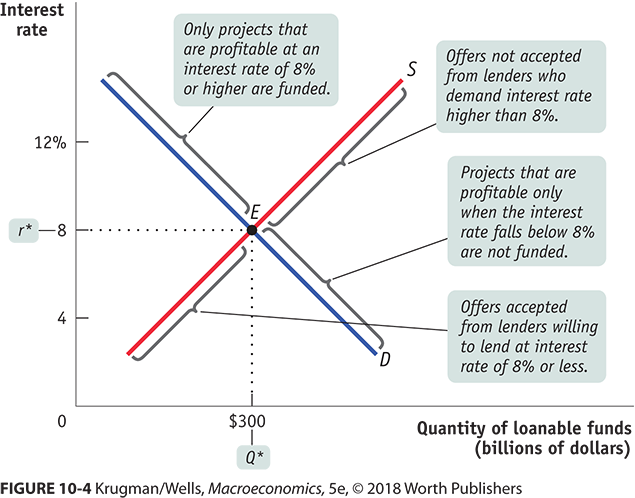 Interest
rate
Only projects that
are profitable at an
interest rate of 8%
or higher are funded.
S
Offers not accepted
from lenders who
demand interest rate
higher than 8%.
12%
Projects that are
profitable only
when the interest
rate falls below 8%
are not funded.
E
r*
8
4
Offers accepted
from lenders willing
to lend at interest
rate of 8% or less.
D
0
$300
Quantity of loanable funds
(billions of dollars)
Q*
FIGURE 10-4 Krugman/Wells, Macroeconomics, 5e, © 2018 Worth Publishers